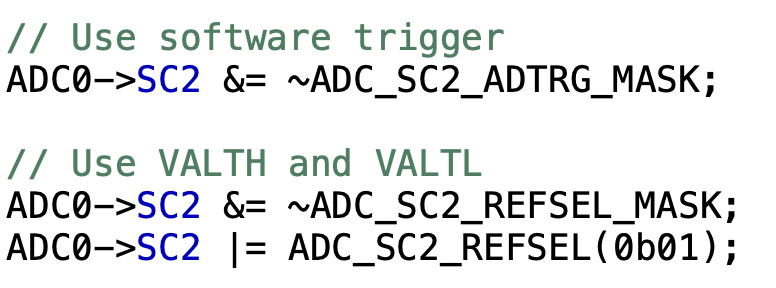 // Use software trigger
ADC0->SC2 &= ~ADC_SC2_ADTRG_MASK;
// Use VALTH and VALTL
ADC0->SC2 &= ~ADC_SC2_REFSEL_MASK;
ADC0->SC2 |= ADC_SC2_REFSEL(0b01);